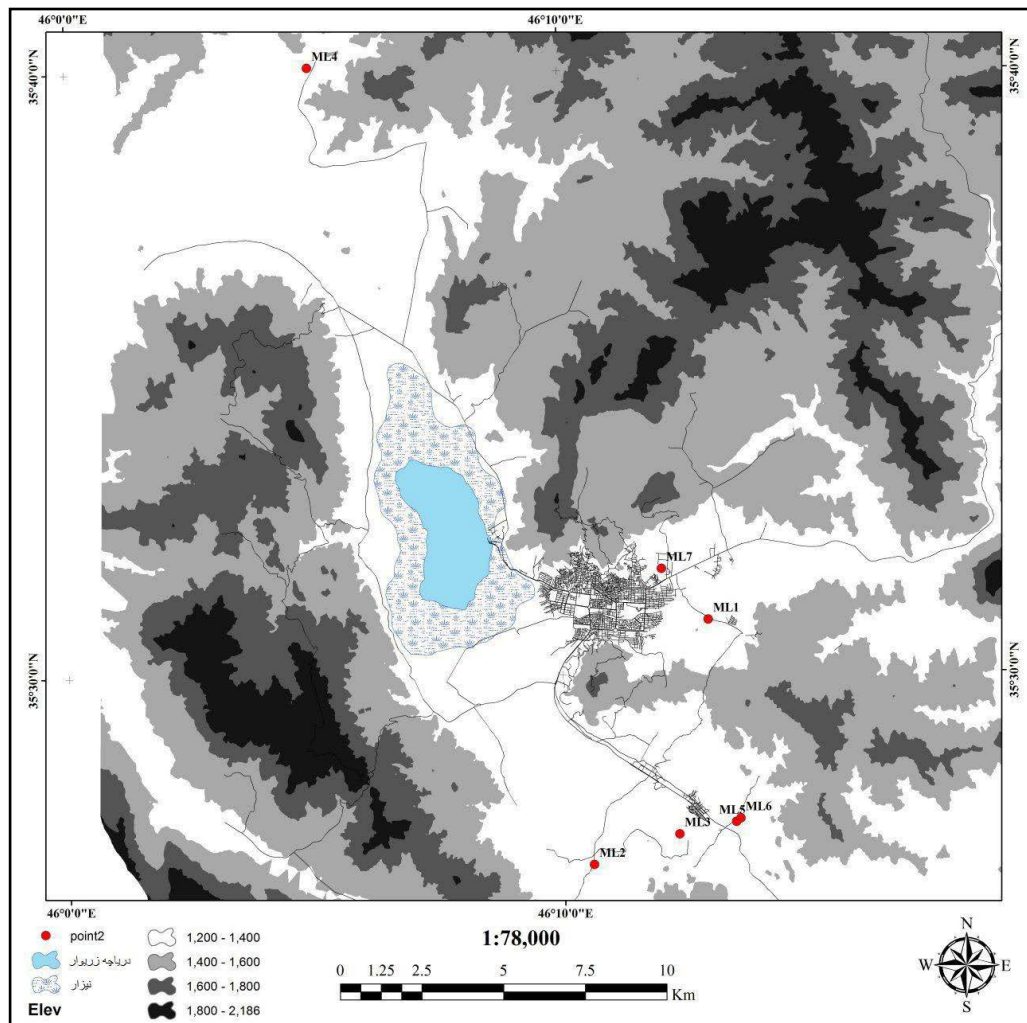 46°0'0"E
46°10'0"E
35°40'0"N
35°40'0"N
ML4
ML7
ML1
35°30'0"N
35°30'0"N
ML5
ML6
ML3
ML2
46°0'0"E
46°10'0"E
point2
دریاچه زریوار
نیزار
Elev
1,200 - 1,400
1,400 - 1,600
1,600 - 1,800
1,800 - 2,186
1:78,000
0 1.25 2.5 5 7.5 10
Km
N
W
E
S